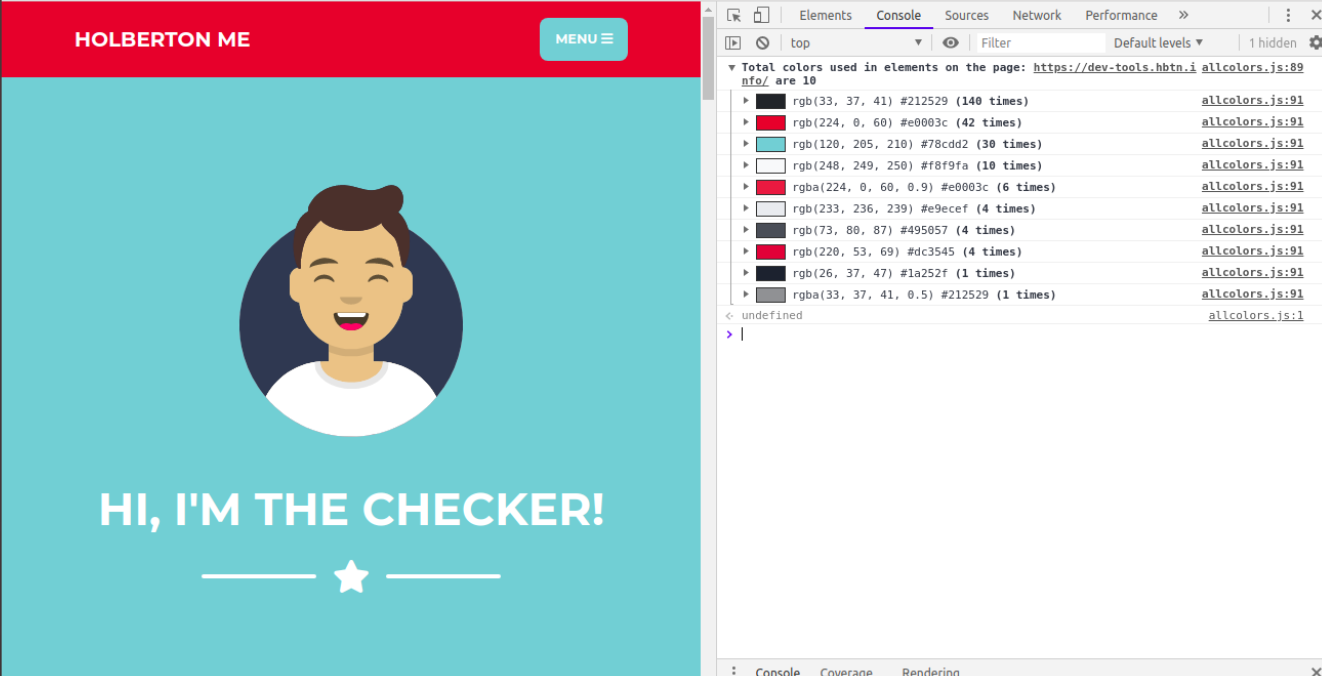 HOLBERTON ME
MENU
HI, I'M THE CHECKER!
Elements Console Sources Network Performance »
top Filter Default levels 1 hidden
Total colors used in elements on the page: https://dev-tools.hbtn.i allcolors.js:89
nfo/ are 10
rgb(33, 37, 41) #212529 (140 times) allcolors.js:91
rgb(224, 0, 60) #e0003c (42 times) allcolors.js:91
rgb(120, 205, 210) #78cdd2 (30 times) allcolors.js:91
rgb(248, 249, 250) #f8f9fa (10 times) allcolors.js:91
rgba(224, 0, 60, 0.9) #e0003c (6 times) allcolors.js:91
rgb(233, 236, 239) #e9ecef (4 times) allcolors.js:91
rgb(73, 80, 87) #495057 (4 times) allcolors.js:91
rgb(220, 53, 69) #dc3545 (4 times) allcolors.js:91
rgb(26, 37, 47) #1a252f (1 times) allcolors.js:91
rgba(33, 37, 41, 0.5) #212529 (1 times) allcolors.js:91
undefined allcolors.js:1
Console Coverage Rendering